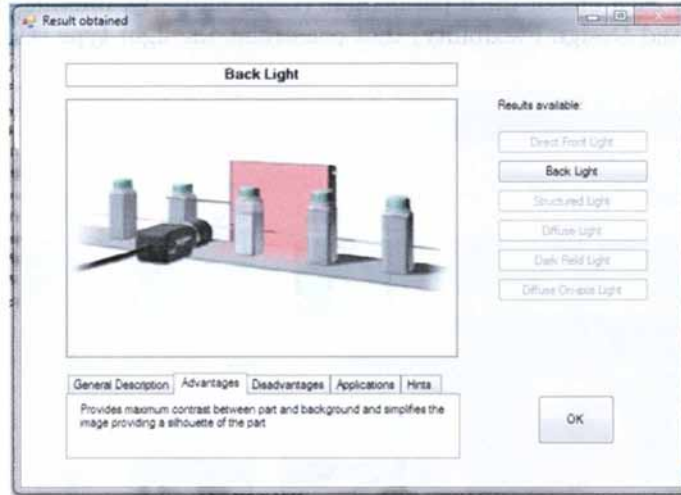 Result obtained
Back Light
Results available:
Direct Front Light
Back Light
Structured Light
Diffuse Light
Dark Field Light
Diffuse On-axis Light
General Description
Advantages
Disadvantages
Applications
Hints
Provides maximum contrast between part and background and simplifies the
image providing a silhouette of the part
OK